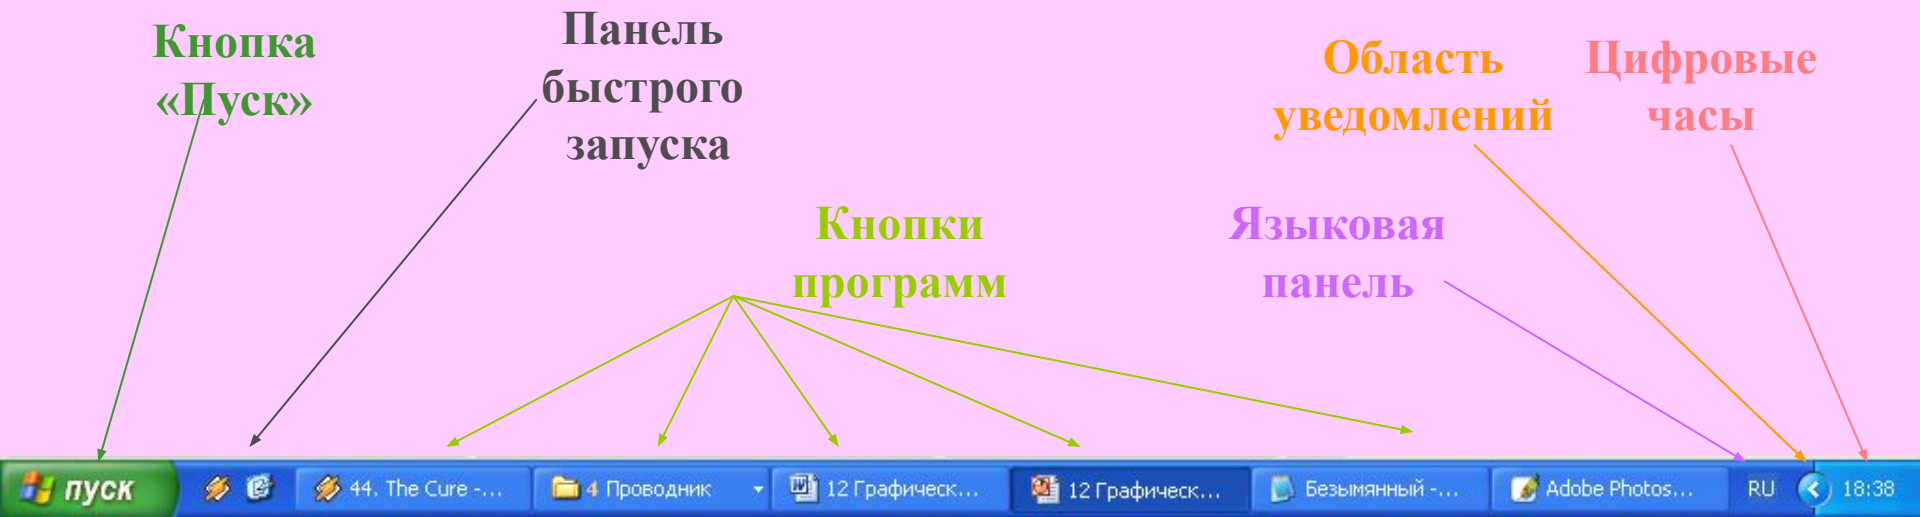 Кнопка
«Пуск»
Панель
быстрого
запуска
Область
уведомлений
Цифровые
часы
Кнопки
программ
Языковая
панель
пуск
44. The Cure -...
4 Проводник
12 Графическ...
12 Графическ...
Безымянный -...
Adobe Photos...
RU
18:38